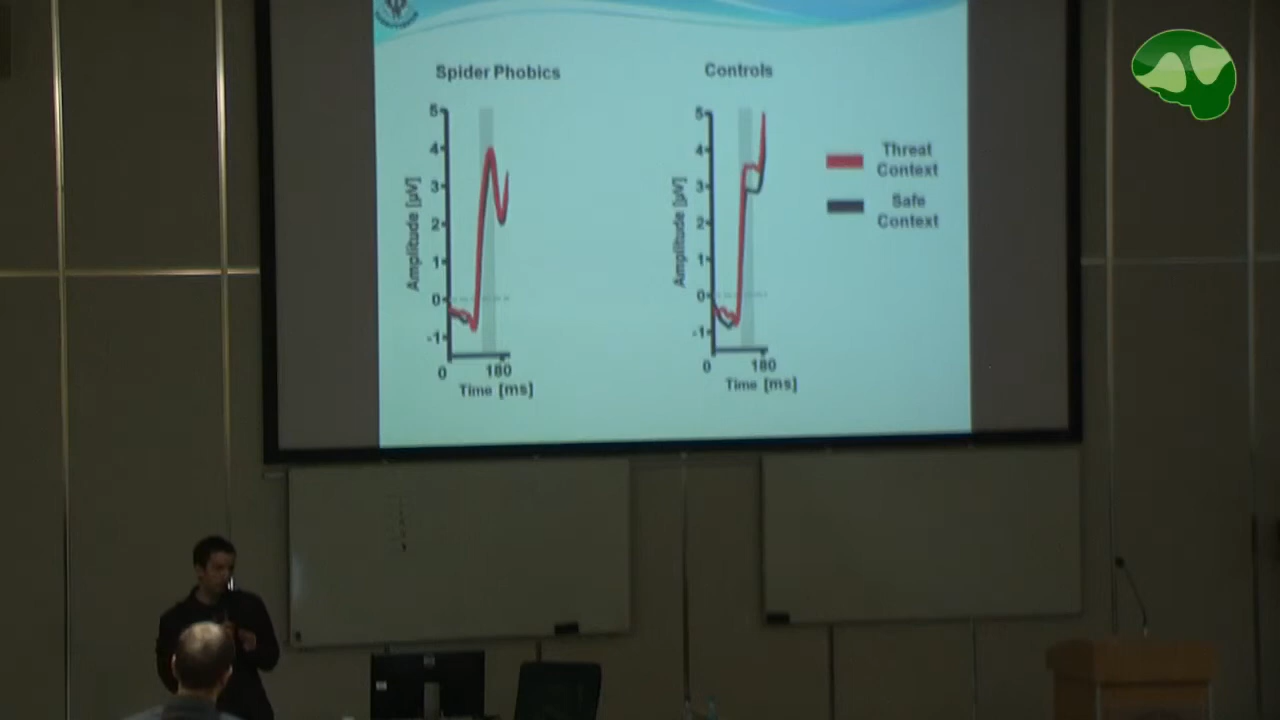 Spider Phobics
Controls
5
4
3
2
1
0
-1
Amplitude [µV]
0
180
Time [ms]
5
4
3
2
1
0
-1
Amplitude [µV]
0
180
Time [ms]
Threat
Context
Safe
Context